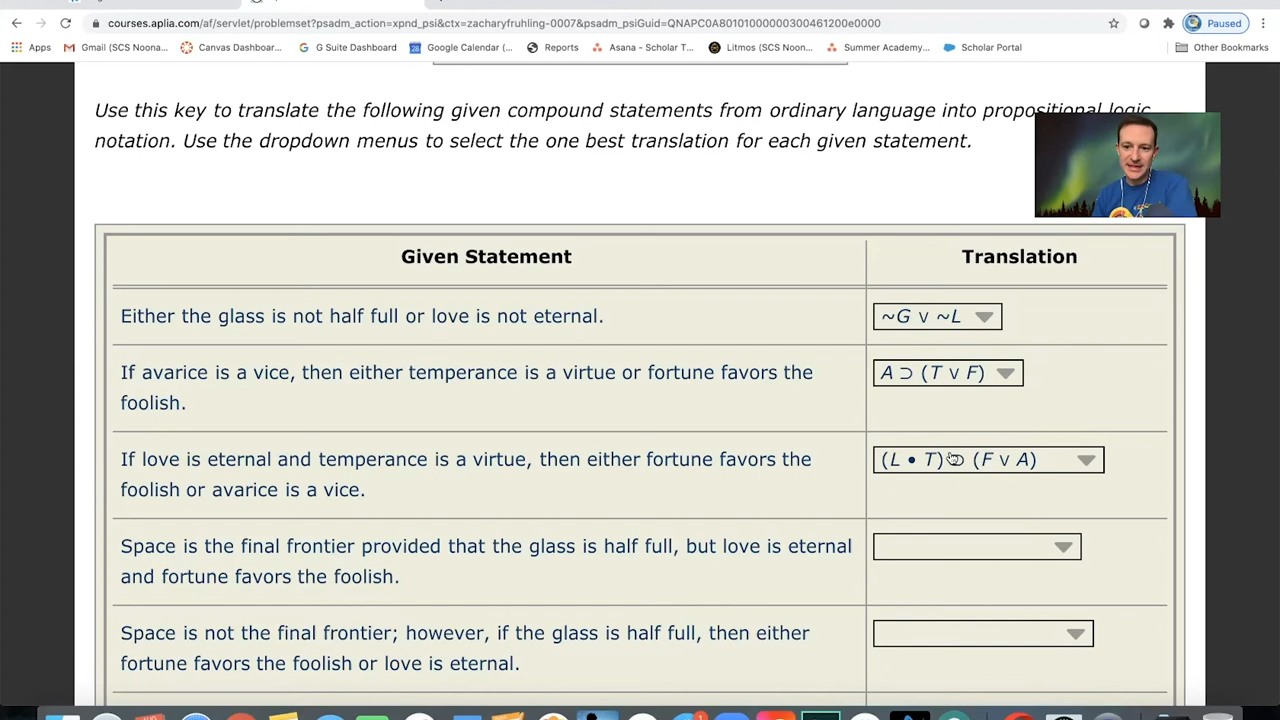 courses.aplia.com/af/servlet/problemset?psadm_action=xpnd_psi&ctx=zacharyfruhling-0007&psadm_psiGuid=QNAPC0A80101000000300461200e0000
Paused
Apps
Gmail (SCS Noona...
Canvas Dashboar...
G Suite Dashboard
Google Calendar (...
Reports
Asana - Scholar T...
Litmos (SCS Noon...
Summer Academy...
Scholar Portal
Other Bookmarks
Use this key to translate the following given compound statements from ordinary language into propositional logic
notation. Use the dropdown menus to select the one best translation for each given statement.
Given Statement
Translation
Either the glass is not half full or love is not eternal.
~G ∨ ~L
If avarice is a vice, then either temperance is a virtue or fortune favors the
foolish.
A ⊃ (T ∨ F)
If love is eternal and temperance is a virtue, then either fortune favors the
foolish or avarice is a vice.
(L • T) ⊃ (F ∨ A)
Space is the final frontier provided that the glass is half full, but love is eternal
and fortune favors the foolish.
Space is not the final frontier; however, if the glass is half full, then either
fortune favors the foolish or love is eternal.